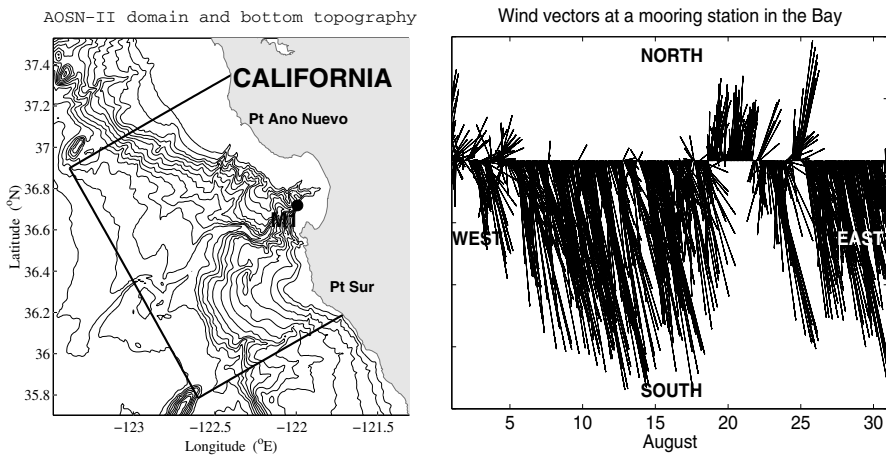 AOSN-II domain and bottom topography
37.4
37.2
37
36.8
36.6
36.4
36.2
36
35.8
Latitude (°N)
CALIFORNIA
Pt Ano Nuevo
M1
Pt Sur
−123
−122.5
−122
−121.5
Longitude (°E)
Wind vectors at a mooring station in the Bay
NORTH
WEST
EAST
SOUTH
5
10
15
20
25
30
August